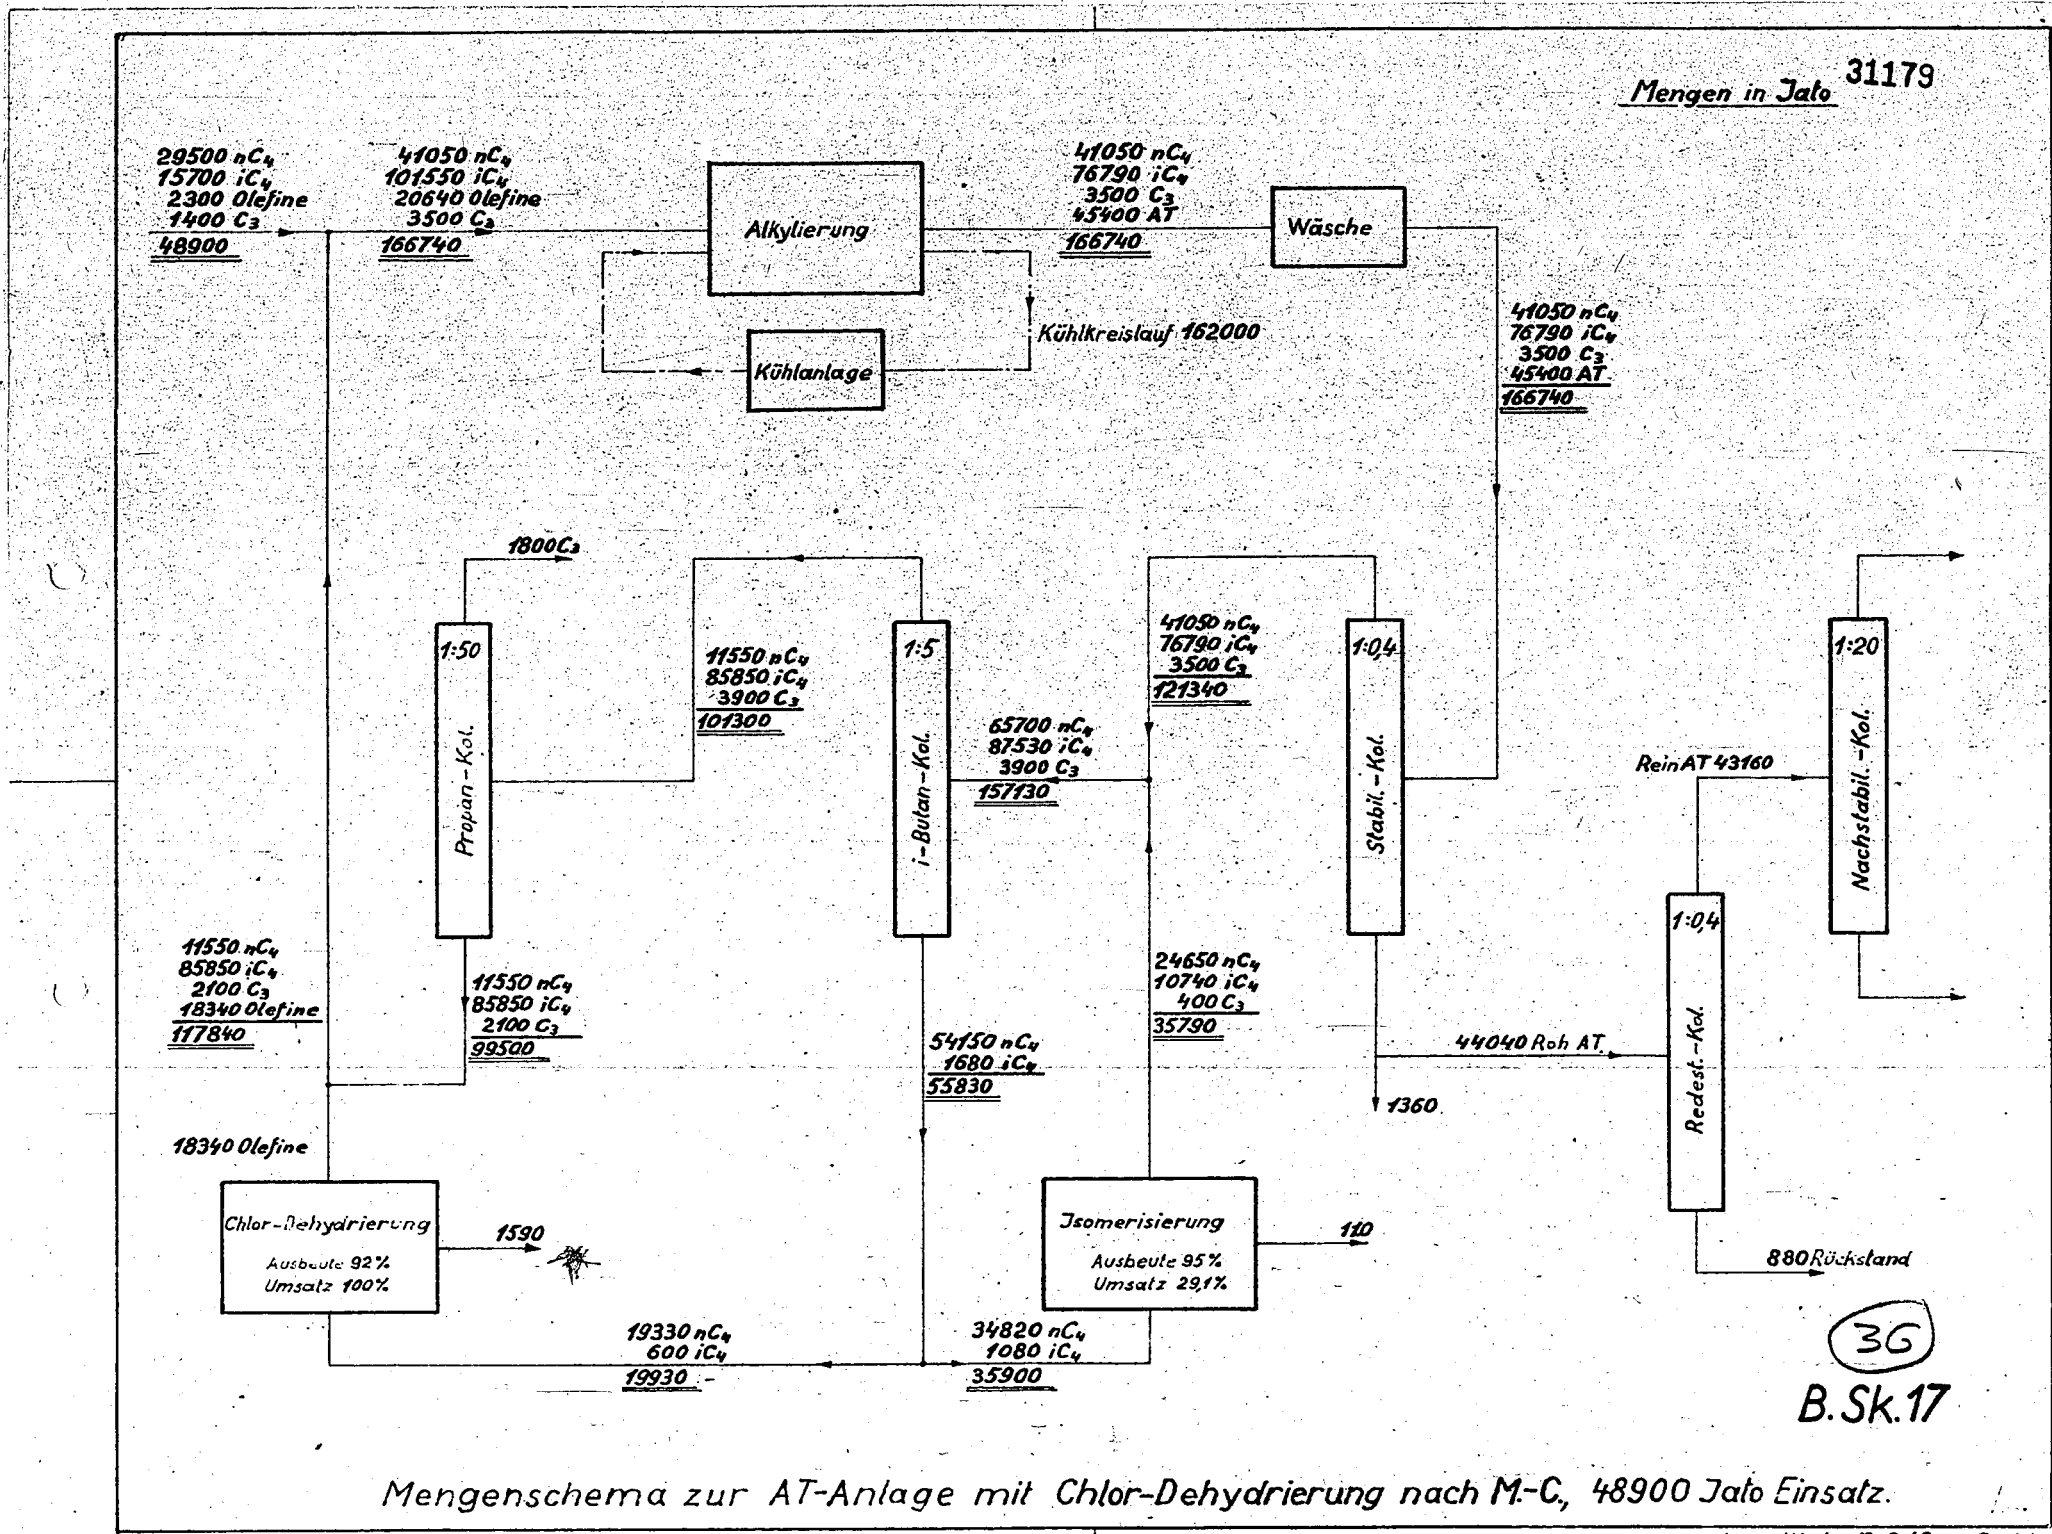 31179
Mengen in Jato
29500 nC4
15700 iC4
2300 Olefine
1400 C3
48900
41050 nC4
101550 iC4
20640 Olefine
3500 C3
166740
Alkylierung
41050 nC4
76790 iC4
3500 C3
45400 AT
166740
Wäsche
Kühlkreislauf 162000
Kühlanlage
41050 nC4
76790 iC4
3500 C3
45400 AT
166740
1800 C3
1:50
Propan-Kol.
11550 nC4
85850 iC4
3900 C3
101300
1:5
i-Butan-Kol.
65700 nC4
87530 iC4
3900 C3
157130
41050 nC4
76790 iC4
3500 C3
121340
1:0,4
Stabil.-Kol.
Rein AT 43160
1:20
Nachstabil.-Kol.
1:0,4
Redest.-Kol.
11550 nC4
85850 iC4
2100 C3
18340 Olefine
117840
11550 nC4
85850 iC4
2100 C3
99500
54150 nC4
1680 iC4
55830
24650 nC4
10740 iC4
400 C3
35790
44040 Roh AT
1360
18340 Olefine
Chlor-Dehydrierung
Ausbeute 92%
Umsatz 100%
1590
Isomerisierung
Ausbeute 95%
Umsatz 29,1%
110
880 Rückstand
19330 nC4
600 iC4
19930
34820 nC4
1080 iC4
35900
36
B.Sk.17
Mengenschema zur AT-Anlage mit Chlor-Dehydrierung nach M.-C., 48900 Jato Einsatz.